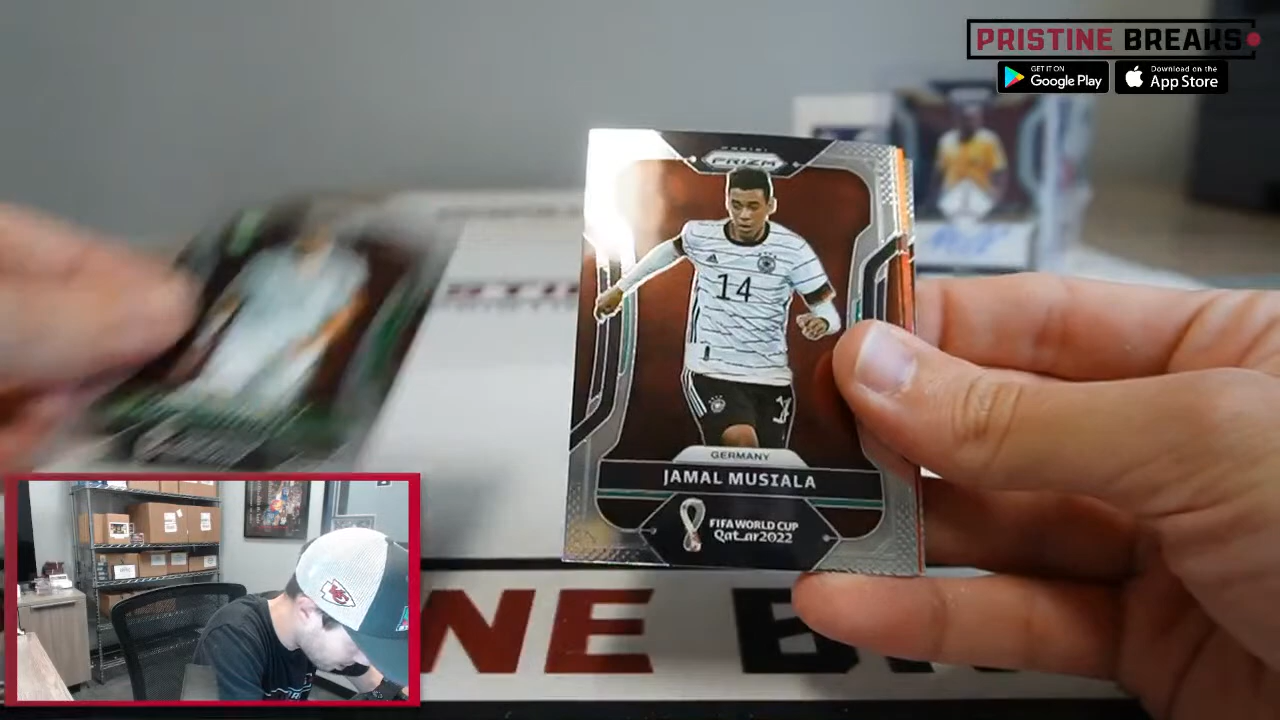 PRISTINE BREAKS
GET IT ON
Google Play
Download on the
App Store
PANINI
PRIZM
14
GERMANY
JAMAL MUSIALA
FIFA WORLD CUP
Qatar2022
NE B